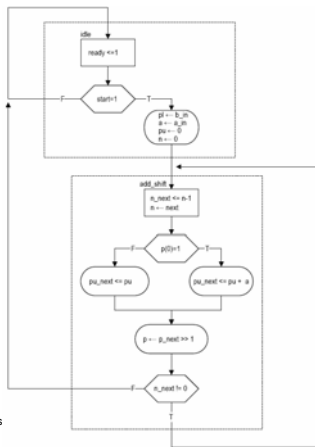 idle
ready <=1
start=1
F
T
pl ← b_in
a ← a_in
pu ← 0
n ← 0
add_shift
n_next <= n-1
n ← next
p(0)=1
F
T
pu_next <= pu
pu_next <= pu + a
p ← p_next >> 1
n_next != 0
F
T
s